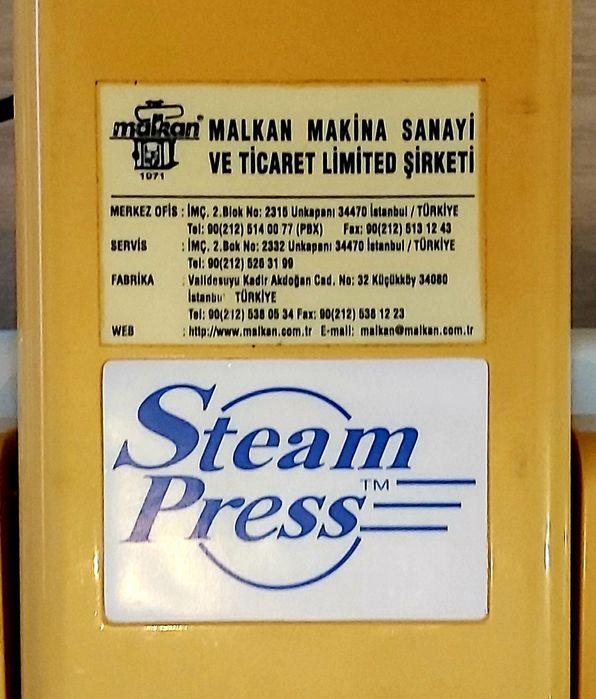 malkan
1971
MALKAN MAKİNA SANAYİ
VE TİCARET LİMİTED ŞİRKETİ
MERKEZ OFİS : İMÇ. 2.Blok No: 2315 Unkapanı 34470 İstanbul / TÜRKİYE
Tel: 90(212) 514 00 77 (PBX) Fax: 90(212) 513 12 43
SERVİS : İMÇ. 2.Bok No: 2332 Unkapanı 34470 İstanbul / TÜRKİYE
Tel: 90(212) 526 31 99
FABRİKA : Validesuyu Kadir Akdoğan Cad. No: 32 Küçükköy 34080
İstanbu TÜRKİYE
Tel: 90(212) 538 05 34 Fax: 90(212) 538 12 23
WEB : http://www.malkan.com.tr E-mail: malkan@malkan.com.tr
Steam
Press TM